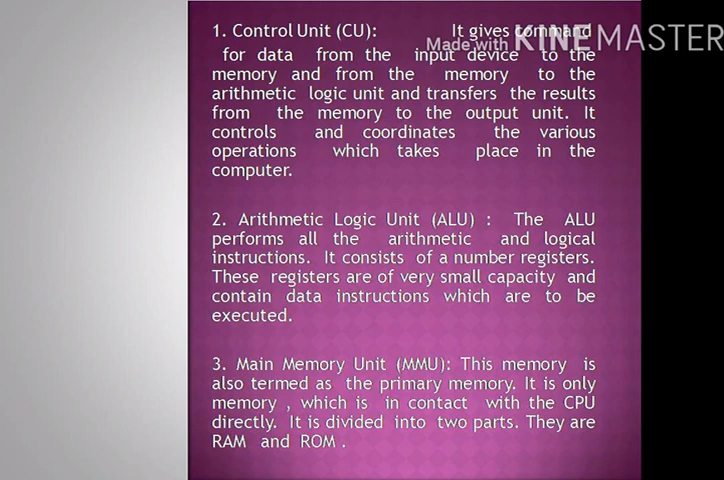 1. Control Unit (CU): It gives command
Made with KINEMASTER
for data from the input device to the
memory and from the memory to the
arithmetic logic unit and transfers the results
from the memory to the output unit. It
controls and coordinates the various
operations which takes place in the
computer.
2. Arithmetic Logic Unit (ALU) : The ALU
performs all the arithmetic and logical
instructions. It consists of a number registers.
These registers are of very small capacity and
contain data instructions which are to be
executed.
3. Main Memory Unit (MMU): This memory is
also termed as the primary memory. It is only
memory , which is in contact with the CPU
directly. It is divided into two parts. They are
RAM and ROM .